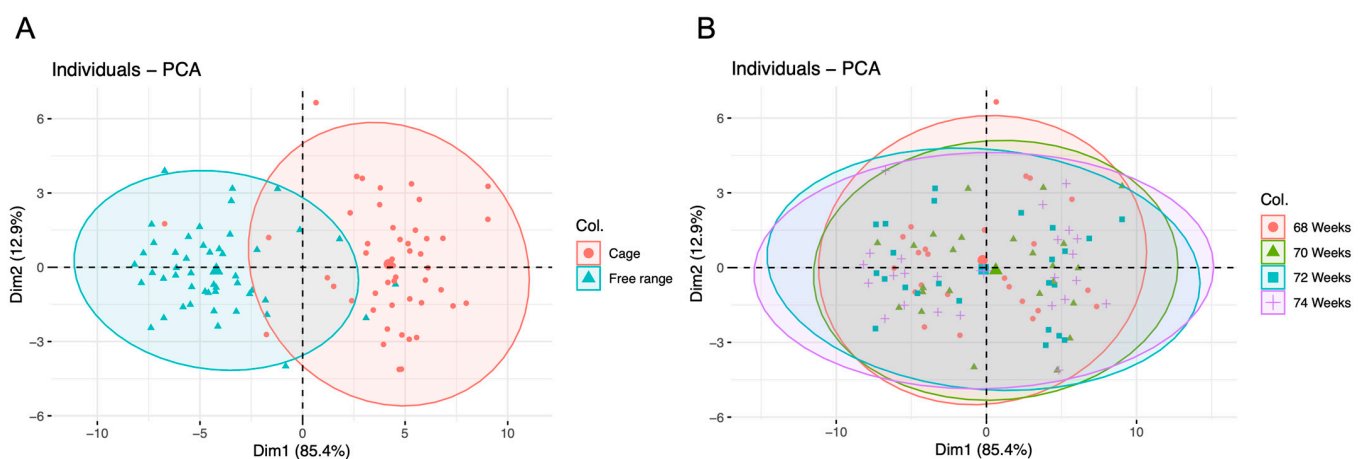 A
Individuals – PCA
6
3
0
−3
−6
Dim2 (12.9%)
−10
−5
0
5
10
Dim1 (85.4%)
Col.
Cage
Free range
B
Individuals – PCA
6
3
0
−3
−6
Dim2 (12.9%)
−10
0
10
Dim1 (85.4%)
Col.
68 Weeks
70 Weeks
72 Weeks
74 Weeks